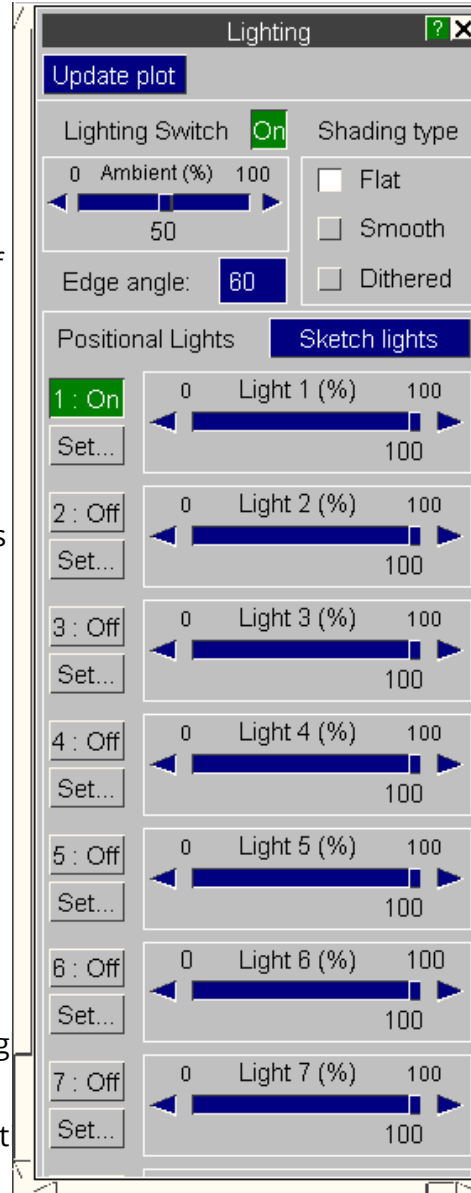 Lighting ? X
Update plot
Lighting Switch On Shading type
0 Ambient (%) 100
50
Flat
Smooth
Dithered
Edge angle: 60
Positional Lights Sketch lights
1 : On 0 Light 1 (%) 100
Set... 100
2 : Off 0 Light 2 (%) 100
Set... 100
3 : Off 0 Light 3 (%) 100
Set... 100
4 : Off 0 Light 4 (%) 100
Set... 100
5 : Off 0 Light 5 (%) 100
Set... 100
6 : Off 0 Light 6 (%) 100
Set... 100
7 : Off 0 Light 7 (%) 100
Set... 100